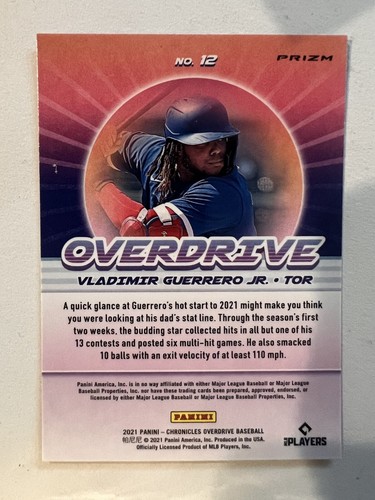 NO. 12
PRIZM
OVERDRIVE
VLADIMIR GUERRERO JR. • TOR
A quick glance at Guerrero's hot start to 2021 might make you think
you were looking at his dad's stat line. Through the season's first
two weeks, the budding star collected hits in all but one of his
13 contests and posted six multi-hit games. He also smacked
10 balls with an exit velocity of at least 110 mph.
Panini America, Inc. is in no way affiliated with either Major League Baseball or Major League
Baseball Properties, Inc. nor have these trading cards been prepared, approved, endorsed, or
licensed by either Major League Baseball or Major League Baseball Properties, Inc.
PANINI
2021 PANINI – CHRONICLES OVERDRIVE BASEBALL
帕尼尼 © 2021 Panini America, Inc. Produced in the USA.
Officially Licensed Product of MLB Players, Inc.
MLB PLAYERS